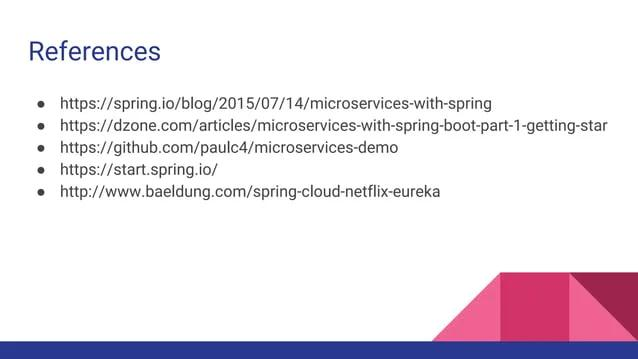 References
● https://spring.io/blog/2015/07/14/microservices-with-spring
● https://dzone.com/articles/microservices-with-spring-boot-part-1-getting-star
● https://github.com/paulc4/microservices-demo
● https://start.spring.io/
● http://www.baeldung.com/spring-cloud-netflix-eureka